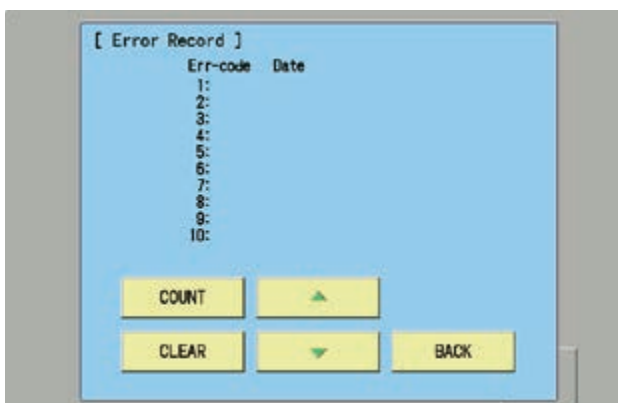 [ Error Record ]
Err-code Date
1:
2:
3:
4:
5:
6:
7:
8:
9:
10:
COUNT
CLEAR BACK